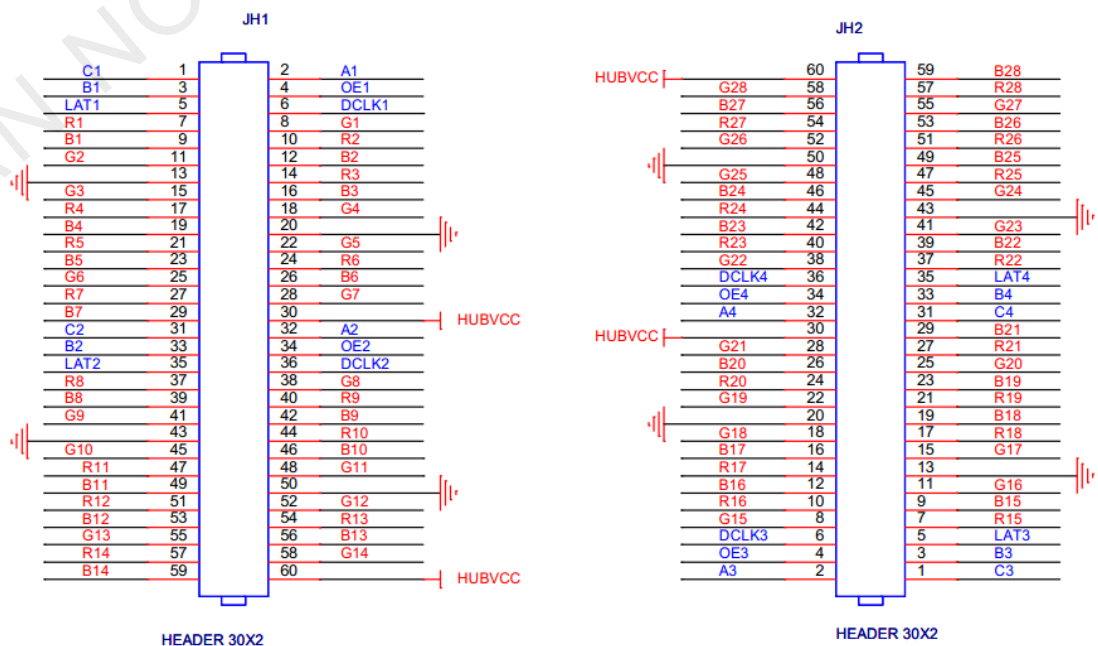 JH1
C1 1 2 A1
B1 3 4 OE1
LAT1 5 6 DCLK1
R1 7 8 G1
B1 9 10 R2
G2 11 12 B2
13 14 R3
G3 15 16 B3
R4 17 18 G4
B4 19 20
R5 21 22 G5
B5 23 24 R6
G6 25 26 B6
R7 27 28 G7
B7 29 30 HUBVCC
C2 31 32 A2
B2 33 34 OE2
LAT2 35 36 DCLK2
R8 37 38 G8
B8 39 40 R9
G9 41 42 B9
43 44 R10
G10 45 46 B10
R11 47 48 G11
B11 49 50
R12 51 52 G12
B12 53 54 R13
G13 55 56 B13
R14 57 58 G14
B14 59 60 HUBVCC
HEADER 30X2
JH2
HUBVCC 60 59 B28
G28 58 57 R28
B27 56 55 G27
R27 54 53 B26
G26 52 51 R26
50 49 B25
G25 48 47 R25
B24 46 45 G24
R24 44 43
B23 42 41 G23
R23 40 39 B22
G22 38 37 R22
DCLK4 36 35 LAT4
OE4 34 33 B4
A4 32 31 C4
HUBVCC 30 29 B21
G21 28 27 R21
B20 26 25 G20
R20 24 23 B19
G19 22 21 R19
20 19 B18
G18 18 17 R18
B17 16 15 G17
R17 14 13
B16 12 11 G16
R16 10 9 B15
G15 8 7 R15
DCLK3 6 5 LAT3
OE3 4 3 B3
A3 2 1 C3
HEADER 30X2